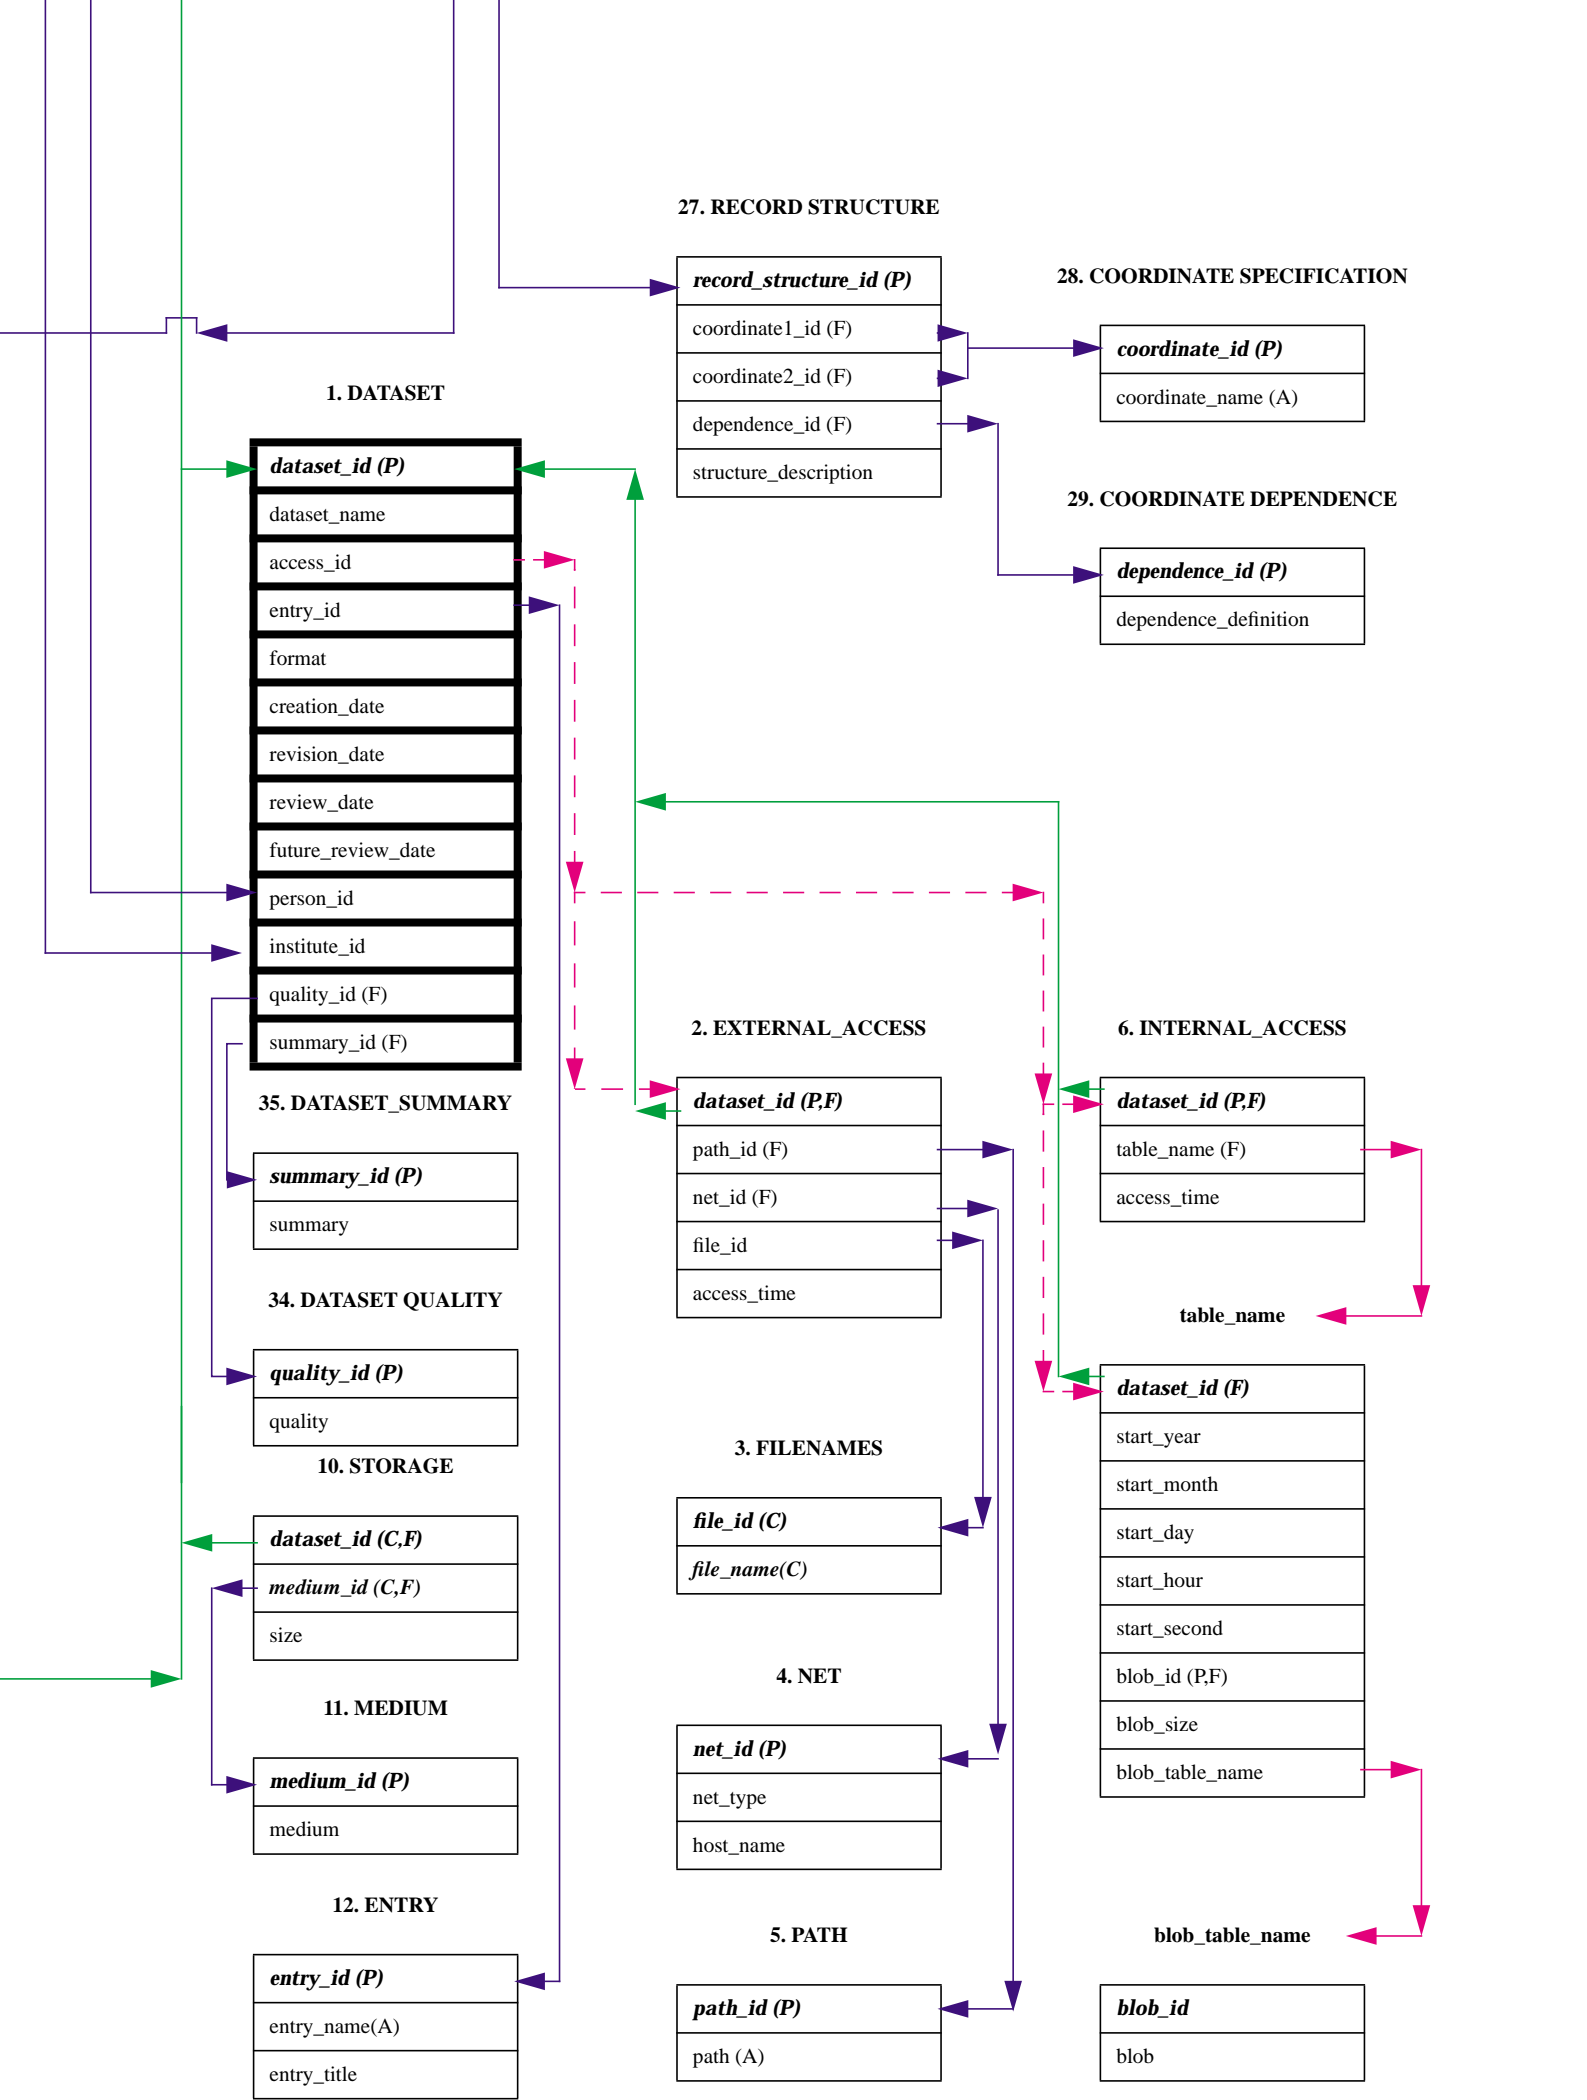 27. RECORD STRUCTURE
record_structure_id (P)
coordinate1_id (F)
coordinate2_id (F)
dependence_id (F)
structure_description
28. COORDINATE SPECIFICATION
coordinate_id (P)
coordinate_name (A)
29. COORDINATE DEPENDENCE
dependence_id (P)
dependence_definition
1. DATASET
dataset_id (P)
dataset_name
access_id
entry_id
format
creation_date
revision_date
review_date
future_review_date
person_id
institute_id
quality_id (F)
summary_id (F)
35. DATASET_SUMMARY
summary_id (P)
summary
34. DATASET QUALITY
quality_id (P)
quality
10. STORAGE
dataset_id (C,F)
medium_id (C,F)
size
11. MEDIUM
medium_id (P)
medium
12. ENTRY
entry_id (P)
entry_name(A)
entry_title
2. EXTERNAL_ACCESS
dataset_id (P,F)
path_id (F)
net_id (F)
file_id
access_time
3. FILENAMES
file_id (C)
file_name(C)
4. NET
net_id (P)
net_type
host_name
5. PATH
path_id (P)
path (A)
6. INTERNAL_ACCESS
dataset_id (P,F)
table_name (F)
access_time
table_name
dataset_id (F)
start_year
start_month
start_day
start_hour
start_second
blob_id (P,F)
blob_size
blob_table_name
blob_table_name
blob_id
blob